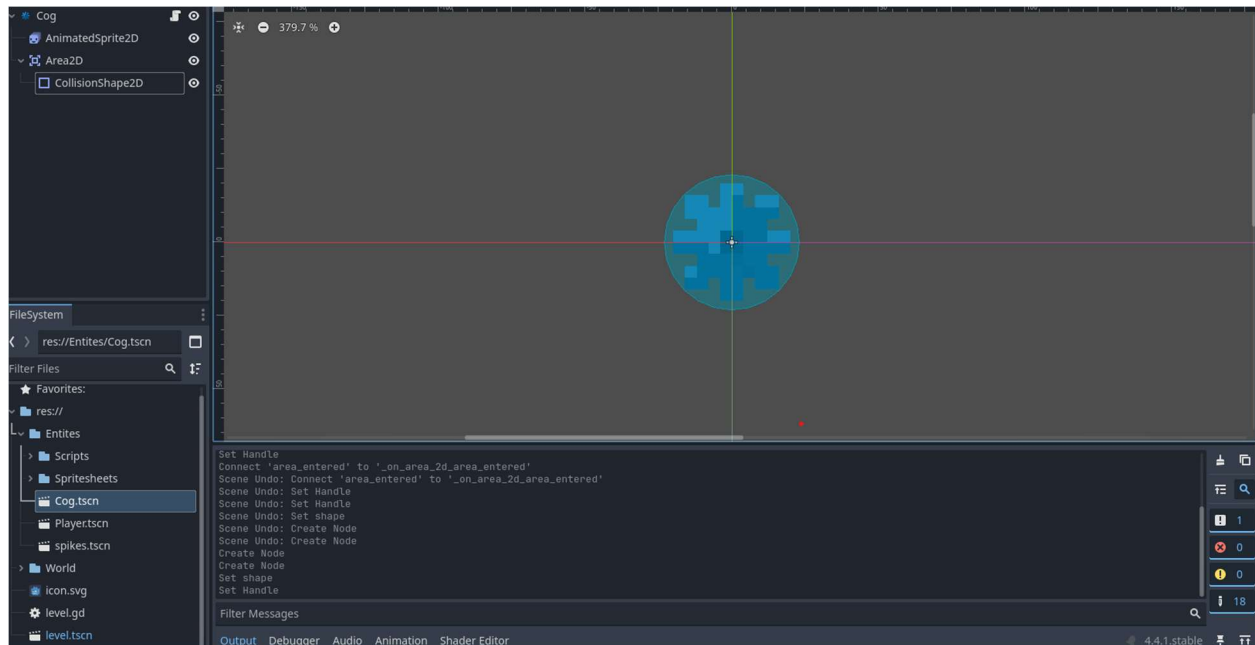 Cog
AnimatedSprite2D
Area2D
CollisionShape2D
379.7 %
FileSystem
res://Entites/Cog.tscn
Filter Files
Favorites:
res://
Entites
Scripts
Spritesheets
Cog.tscn
Player.tscn
spikes.tscn
World
icon.svg
level.gd
level.tscn
Set Handle
Connect 'area_entered' to '_on_area_2d_area_entered'
Scene Undo: Connect 'area_entered' to '_on_area_2d_area_entered'
Scene Undo: Set Handle
Scene Undo: Set Handle
Scene Undo: Set shape
Scene Undo: Create Node
Scene Undo: Create Node
Create Node
Create Node
Set shape
Set Handle
1
0
0
18
Filter Messages
Output Debugger Audio Animation Shader Editor
4.4.1.stable